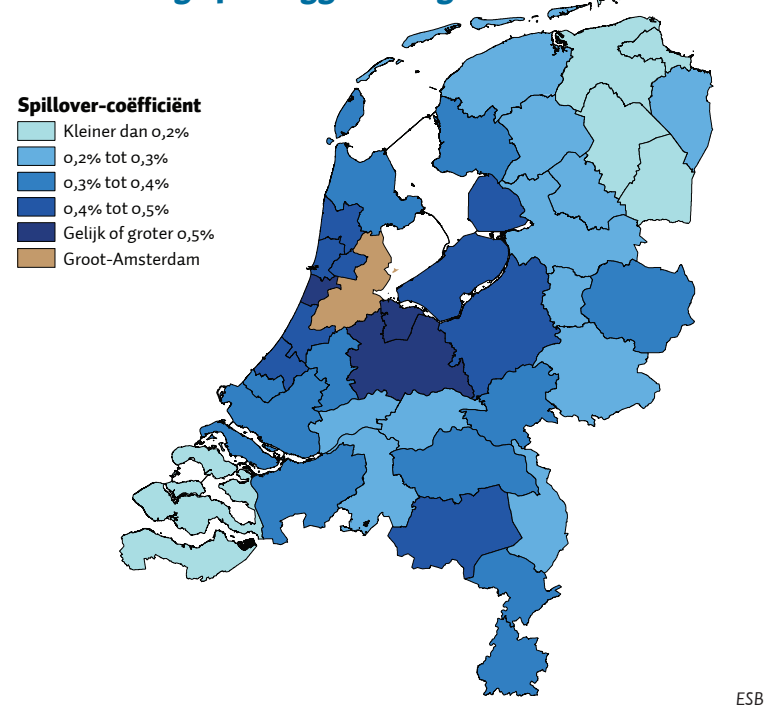 Spillover-coëfficiënt
Kleiner dan 0,2%
0,2% tot 0,3%
0,3% tot 0,4%
0,4% tot 0,5%
Gelijk of groter 0,5%
Groot-Amsterdam
ESB